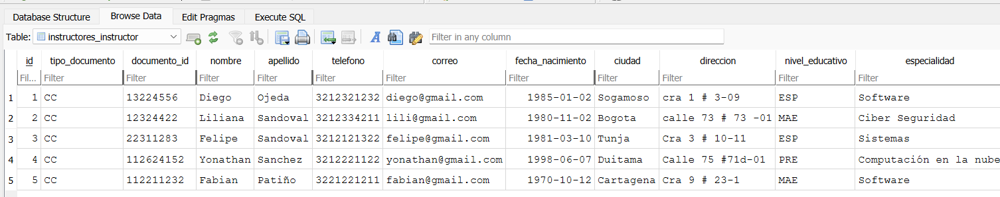 Database Structure Browse Data Edit Pragmas Execute SQL
Table: instructores_instructor Filter in any column
id tipo_documento documento_id nombre apellido telefono correo fecha_nacimiento ciudad direccion nivel_educativo especialidad
Fil... Filter Filter Filter Filter Filter Filter Filter Filter Filter Filter Filter
1 1 CC 13224556 Diego Ojeda 3212321232 diego@gmail.com 1985-01-02 Sogamoso cra 1 # 3-09 ESP Software
2 2 CC 12324422 Liliana Sandoval 3212334211 lili@gmail.com 1980-11-02 Bogota calle 73 # 73 -01 MAE Ciber Seguridad
3 3 CC 22311283 Felipe Sandoval 3212121322 felipe@gmail.com 1981-03-10 Tunja Cra 3 # 10-11 ESP Sistemas
4 4 CC 112624152 Yonathan Sanchez 3212221122 yonathan@gmail.com 1998-06-07 Duitama Calle 75 #71d-01 PRE Computación en la nube
5 5 CC 112211232 Fabian Patiño 3221221211 fabian@gmail.com 1970-10-12 Cartagena Cra 9 # 23-1 MAE Software